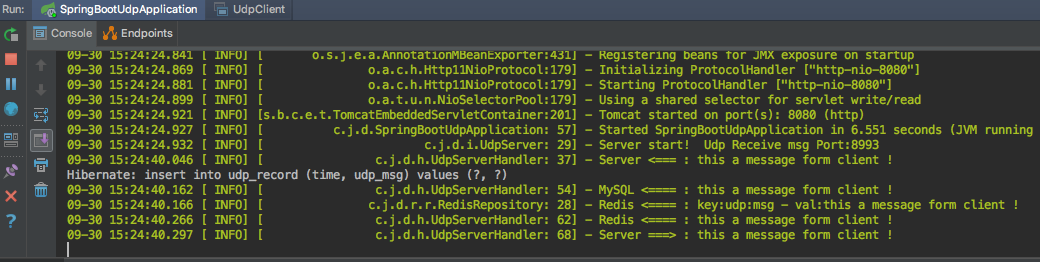 Run: SpringBootUdpApplication UdpClient
Console Endpoints
09-30 15:24:24.841 [ INFO] [ o.s.j.e.a.AnnotationMBeanExporter:431] - Registering beans for JMX exposure on startup
09-30 15:24:24.869 [ INFO] [ o.a.c.h.Http11NioProtocol:179] - Initializing ProtocolHandler ["http-nio-8080"]
09-30 15:24:24.881 [ INFO] [ o.a.c.h.Http11NioProtocol:179] - Starting ProtocolHandler ["http-nio-8080"]
09-30 15:24:24.899 [ INFO] [ o.a.t.u.n.NioSelectorPool:179] - Using a shared selector for servlet write/read
09-30 15:24:24.921 [ INFO] [s.b.c.e.t.TomcatEmbeddedServletContainer:201] - Tomcat started on port(s): 8080 (http)
09-30 15:24:24.927 [ INFO] [ c.j.d.SpringBootUdpApplication: 57] - Started SpringBootUdpApplication in 6.551 seconds (JVM running
09-30 15:24:24.932 [ INFO] [ c.j.d.i.UdpServer: 29] - Server start! Udp Receive msg Port:8993
09-30 15:24:40.046 [ INFO] [ c.j.d.h.UdpServerHandler: 37] - Server <=== : this a message form client !
Hibernate: insert into udp_record (time, udp_msg) values (?, ?)
09-30 15:24:40.162 [ INFO] [ c.j.d.h.UdpServerHandler: 54] - MySQL <==== : this a message form client !
09-30 15:24:40.166 [ INFO] [ c.j.d.r.r.RedisRepository: 28] - Redis <==== : key:udp:msg - val:this a message form client !
09-30 15:24:40.266 [ INFO] [ c.j.d.h.UdpServerHandler: 62] - Redis <==== : this a message form client !
09-30 15:24:40.297 [ INFO] [ c.j.d.h.UdpServerHandler: 68] - Server ===> : this a message form client !